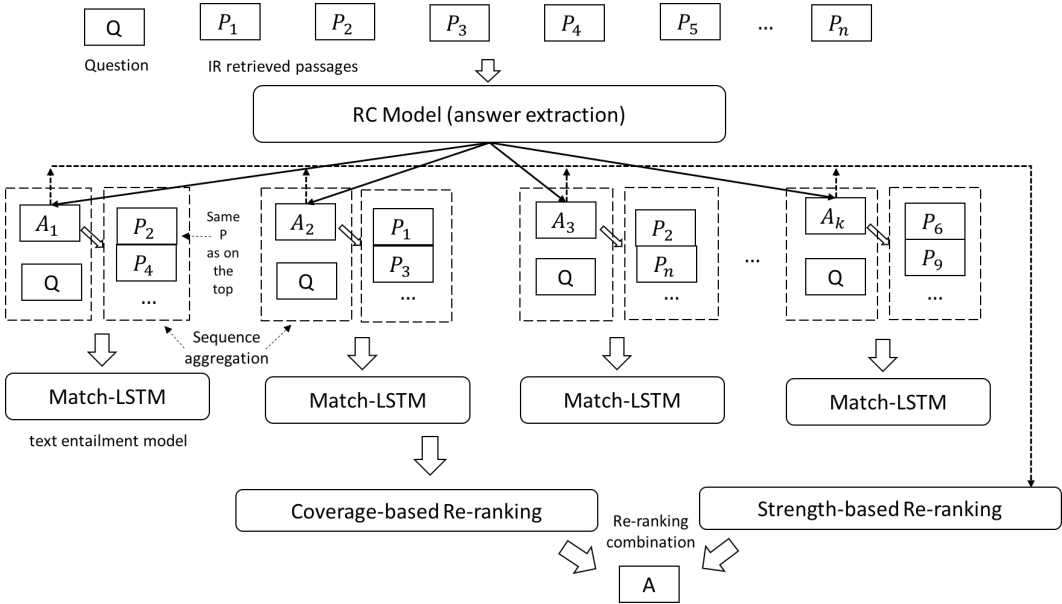 Q P₁ P₂ P₃ P₄ P₅ ... Pₙ
Question IR retrieved passages
RC Model (answer extraction)
A₁ P₂ Same P as on the top A₂ P₁ A₃ P₂ Aₖ P₆
Q P₄ Q P₃ Q Pₙ ... Q P₉
... ... ... ...
Sequence
aggregation
Match-LSTM Match-LSTM Match-LSTM Match-LSTM
text entailment model
Coverage-based Re-ranking Strength-based Re-ranking
Re-ranking
combination
A